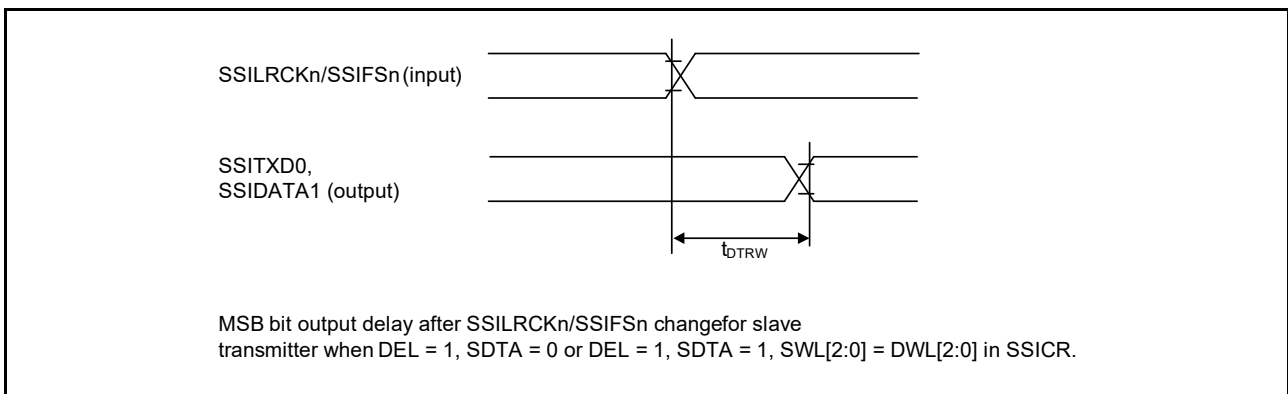 SSILRCKn/SSIFSn (input)
SSITXD0,
SSIDATA1 (output)
tDTRW
MSB bit output delay after SSILRCKn/SSIFSn changefor slave
transmitter when DEL = 1, SDTA = 0 or DEL = 1, SDTA = 1, SWL[2:0] = DWL[2:0] in SSICR.